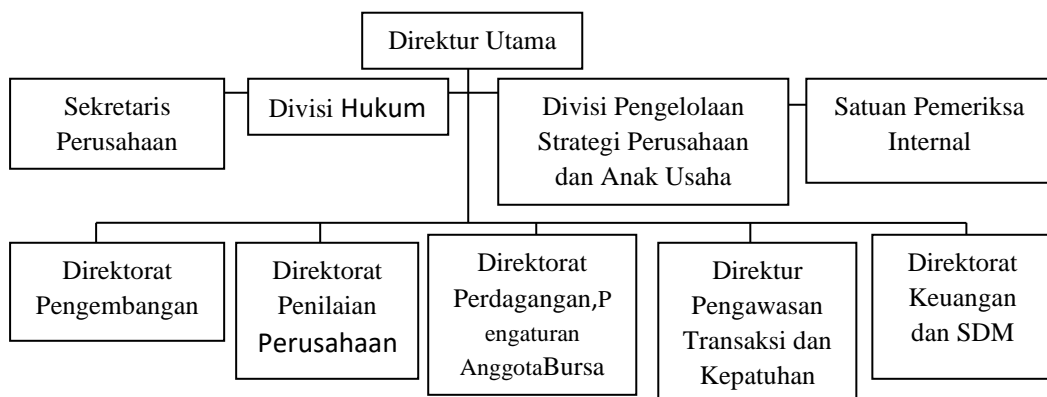 Direktur Utama
Sekretaris
Perusahaan
Divisi Hukum
Divisi Pengelolaan
Strategi Perusahaan
dan Anak Usaha
Satuan Pemeriksa
Internal
Direktorat
Pengembangan
Direktorat
Penilaian
Perusahaan
Direktorat
Perdagangan,P
engaturan
AnggotaBursa
Direktur
Pengawasan
Transaksi dan
Kepatuhan
Direktorat
Keuangan
dan SDM